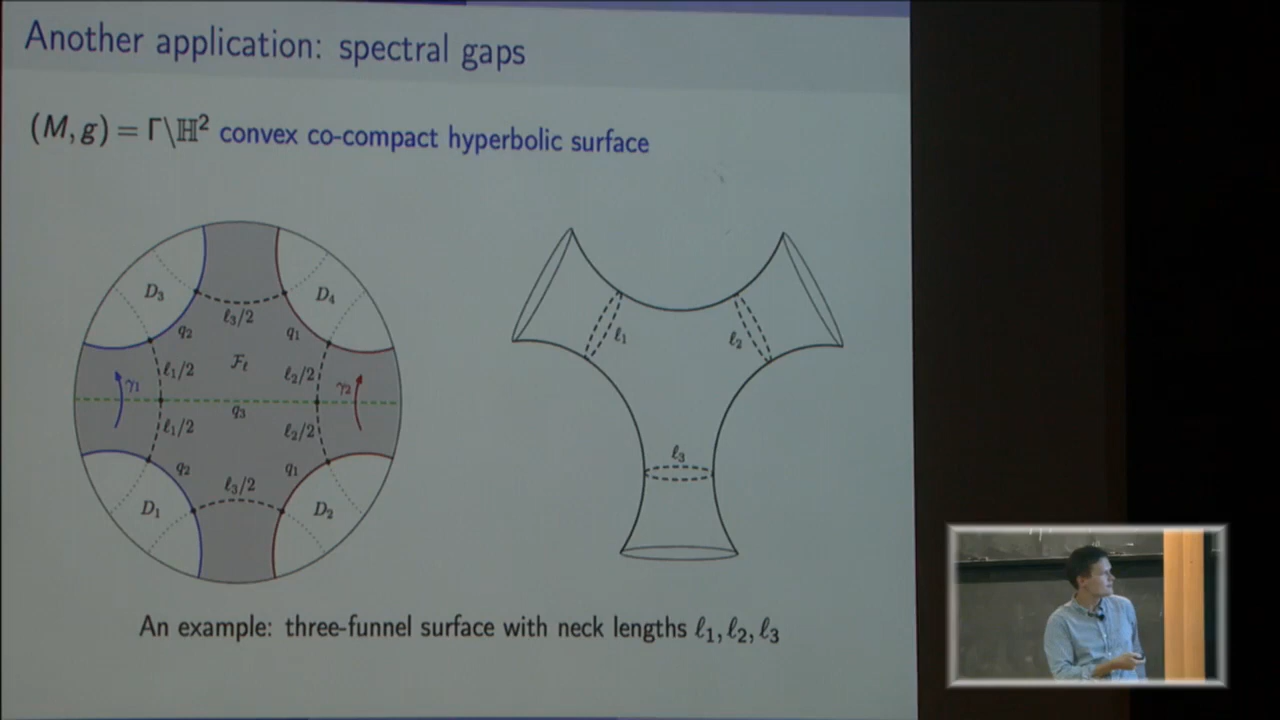 Another application: spectral gaps
(M, g) = Γ\ℍ² convex co-compact hyperbolic surface
D₃
D₄
ℓ₃/2
q₂
q₁
ℓ₁/2
𝓕ℓ
ℓ₂/2
γ₁
γ₂
q₃
ℓ₁/2
ℓ₂/2
q₂
q₁
ℓ₃/2
D₁
D₂
ℓ₁
ℓ₂
ℓ₃
An example: three-funnel surface with neck lengths ℓ₁, ℓ₂, ℓ₃